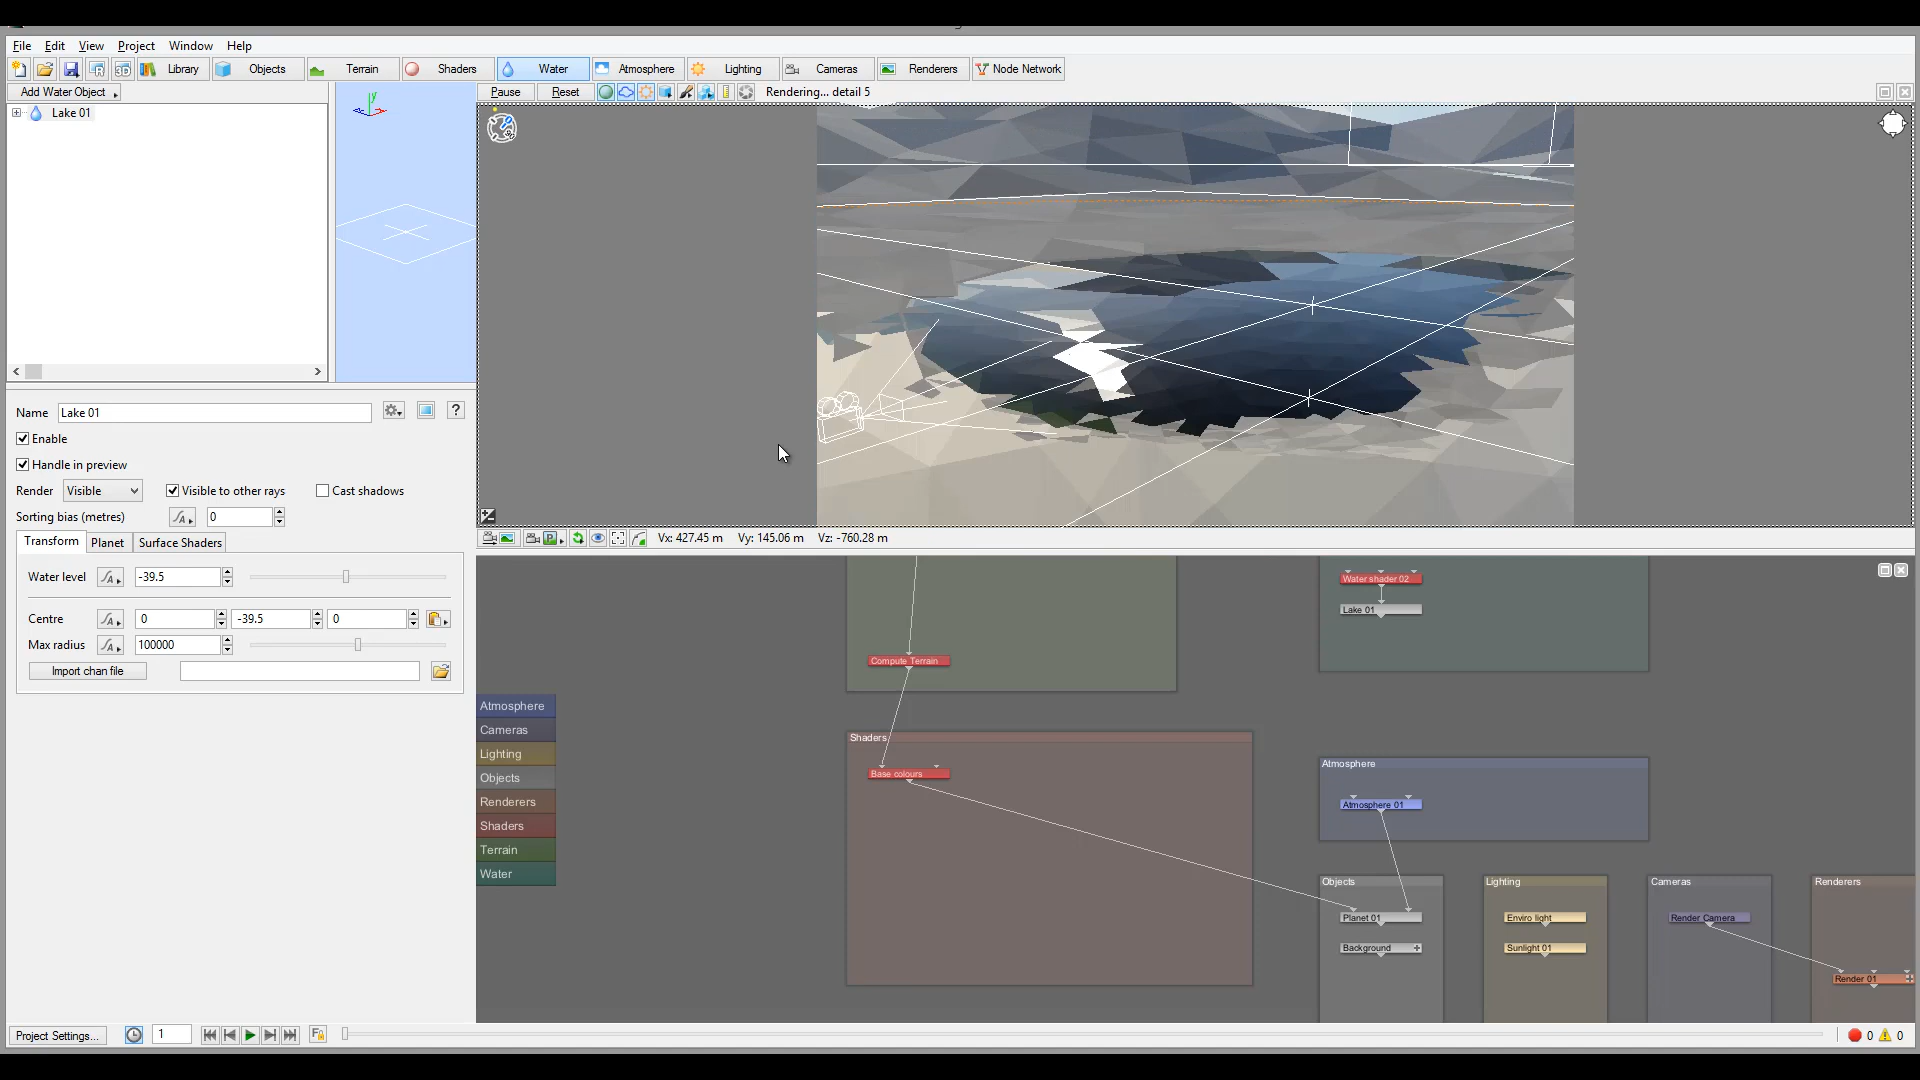 File Edit View Project Window Help
Library Objects Terrain Shaders Water Atmosphere Lighting Cameras Renderers Node Network
Add Water Object
Pause Reset Rendering... detail 5
Lake 01
y
Name Lake 01 ?
Enable
Handle in preview
Render Visible Visible to other rays Cast shadows
Sorting bias (metres) 0
Transform Planet Surface Shaders
Water level -39.5
Centre 0 -39.5 0
Max radius 100000
Import chan file
Vx: 427.45 m Vy: 145.06 m Vz: -760.28 m
Water shader 02
Lake 01
Compute Terrain
Atmosphere
Cameras
Lighting
Objects
Renderers
Shaders
Terrain
Water
Shaders
Base colours
Atmosphere
Atmosphere 01
Objects Lighting Cameras Renderers
Planet 01 Enviro light Render Camera
Background Sunlight 01
Render 01
Project Settings... 1 0 0